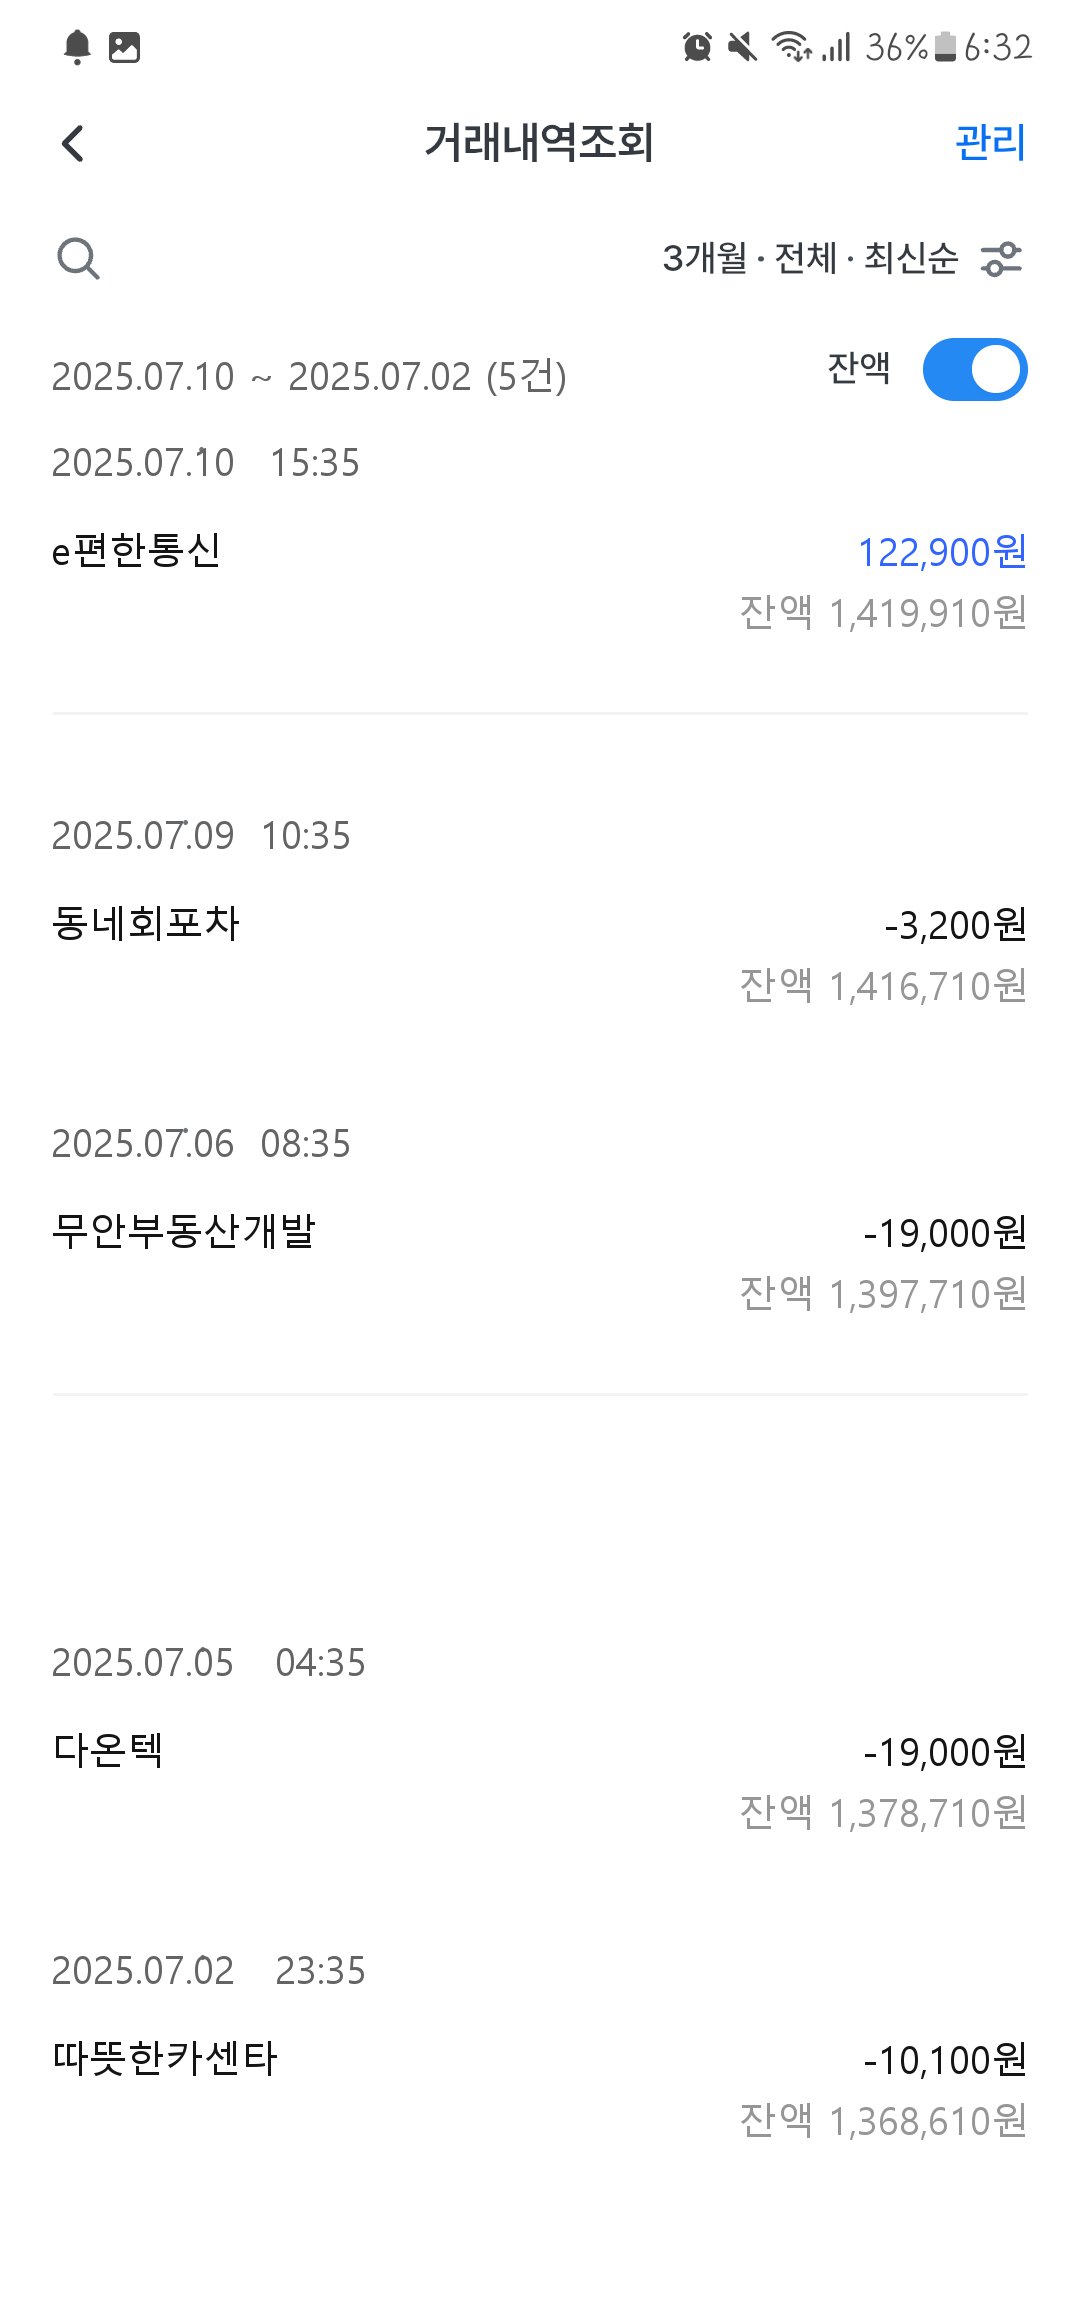 36% 6:32
거래내역조회 관리
3개월 · 전체 · 최신순
2025.07.10 ~ 2025.07.02 (5건) 잔액
2025.07.10 15:35
e편한통신 122,900원
잔액 1,419,910원
2025.07.09 10:35
동네회포차 -3,200원
잔액 1,416,710원
2025.07.06 08:35
무안부동산개발 -19,000원
잔액 1,397,710원
2025.07.05 04:35
다온텍 -19,000원
잔액 1,378,710원
2025.07.02 23:35
따뜻한카센타 -10,100원
잔액 1,368,610원